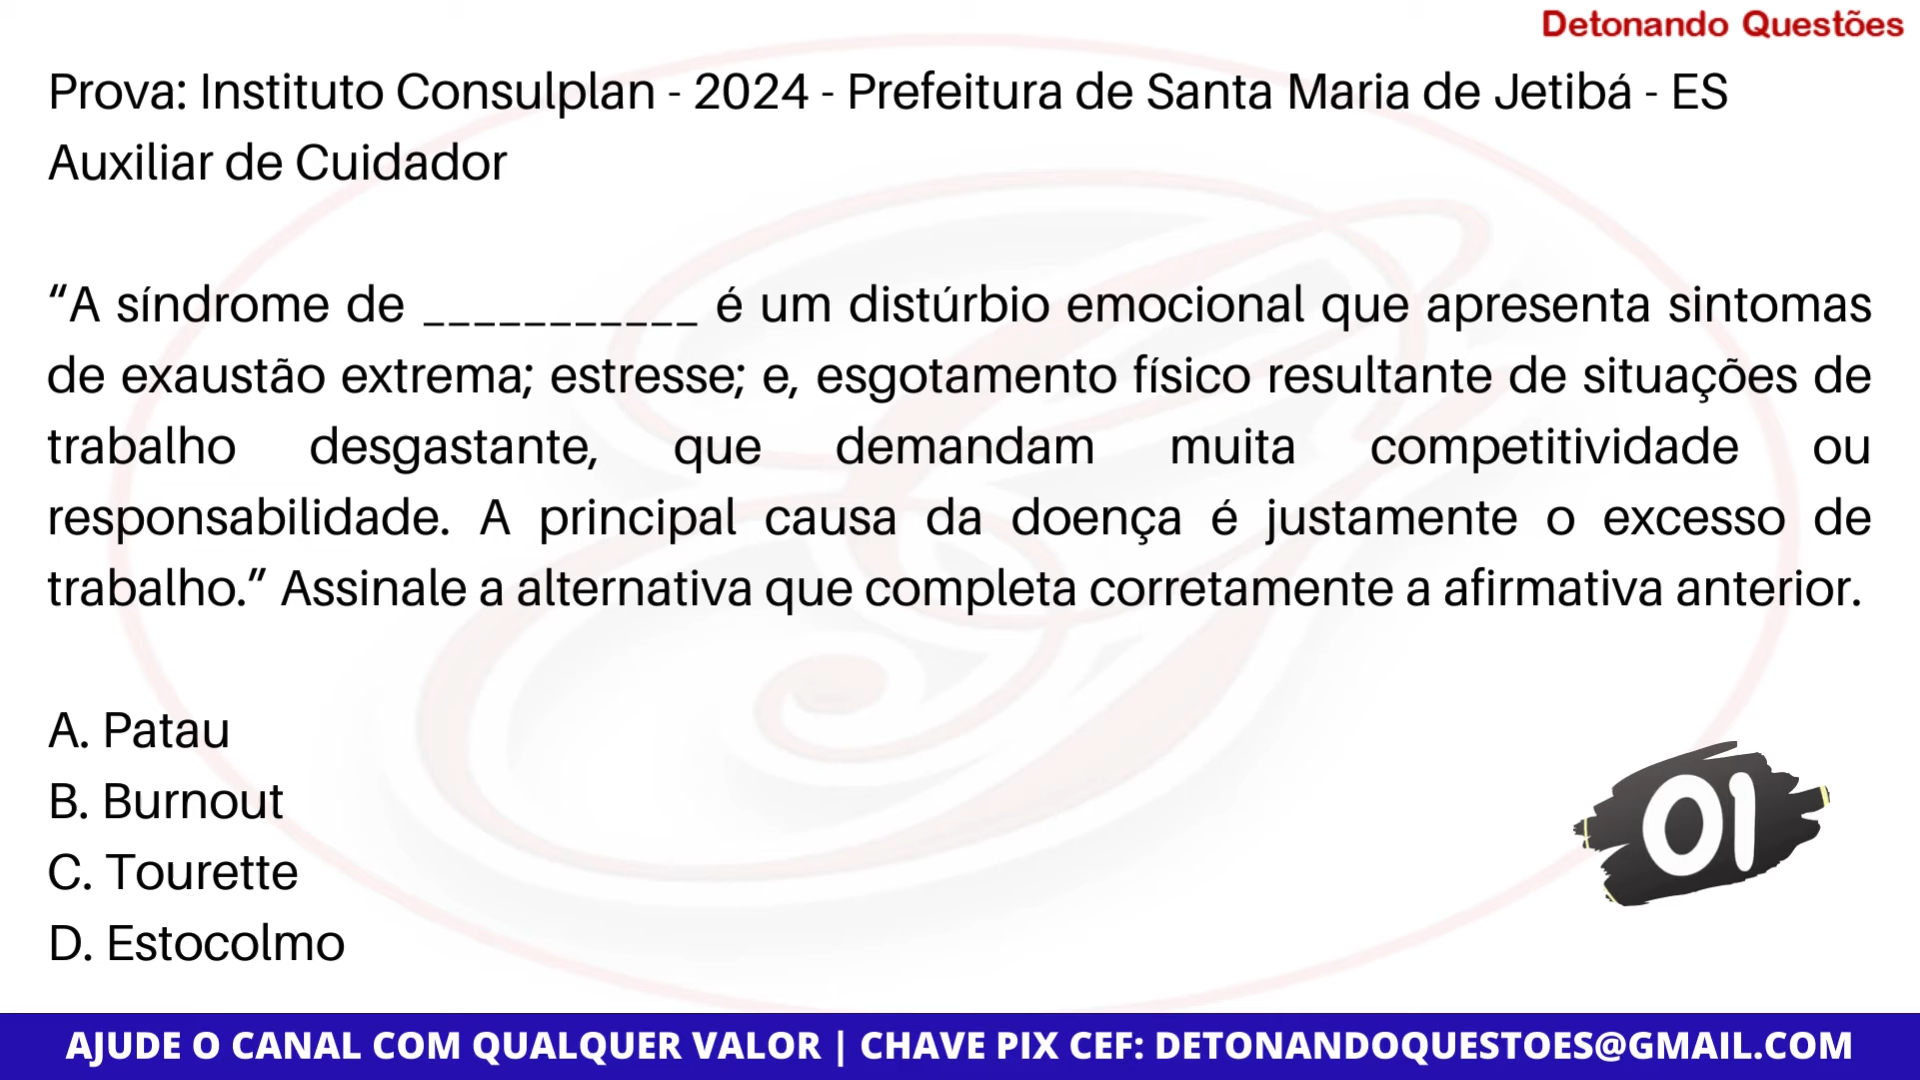 Detonando Questões
Prova: Instituto Consulplan - 2024 - Prefeitura de Santa Maria de Jetibá - ES
Auxiliar de Cuidador
“A síndrome de ___________ é um distúrbio emocional que apresenta sintomas
de exaustão extrema; estresse; e, esgotamento físico resultante de situações de
trabalho desgastante, que demandam muita competitividade ou
responsabilidade. A principal causa da doença é justamente o excesso de
trabalho.” Assinale a alternativa que completa corretamente a afirmativa anterior.
A. Patau
B. Burnout
C. Tourette
D. Estocolmo
01
AJUDE O CANAL COM QUALQUER VALOR | CHAVE PIX CEF: DETONANDOQUESTOES@GMAIL.COM